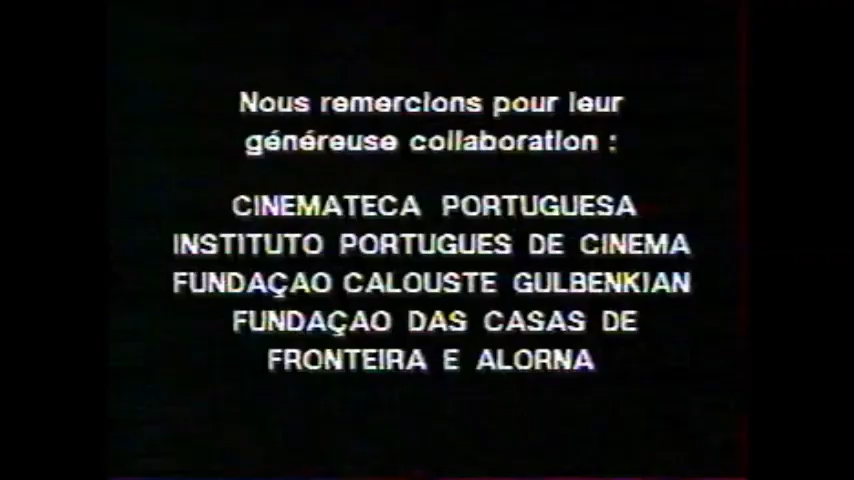 Nous remercions pour leur
généreuse collaboration :
CINEMATECA PORTUGUESA
INSTITUTO PORTUGUES DE CINEMA
FUNDAÇAO CALOUSTE GULBENKIAN
FUNDAÇAO DAS CASAS DE
FRONTEIRA E ALORNA